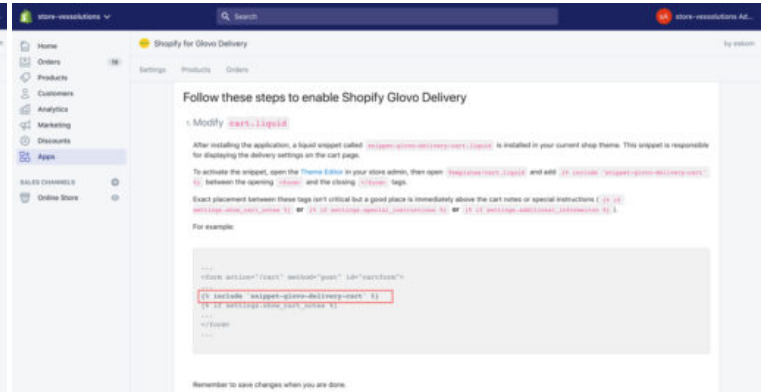 store-vessolutions
Search
SA store-vessolutions Ad...
Home
Shopify for Glovo Delivery
Orders
Products
Settings Products Orders
Customers
Analytics
Follow these steps to enable Shopify Glovo Delivery
Marketing
1. Modify cart.liquid
Discounts
After installing the application, a liquid snippet called snippet-glovo-delivery-cart.liquid is installed in your current shop theme. This snippet is responsible
Apps
for displaying the delivery settings on the cart page.
To activate the snippet, open the Theme Editor in your store admin, then open Templates/cart.liquid and add {% include 'snippet-glovo-delivery-cart'
SALES CHANNELS
%} between the opening <form> and the closing </form> tags.
Online Store
Exact placement between these tags isn't critical but a good place is immediately above the cart notes or special instructions ( {% if
settings.show_cart_notes %} or {% if settings.special_instructions %} or {% if settings.additional_information %} ).
For example:
...
<form action="/cart" method="post" id="cartform">
...
{% include 'snippet-glovo-delivery-cart' %}
{% if settings.show_cart_notes %}
...
</form>
...
Remember to save changes when you are done.